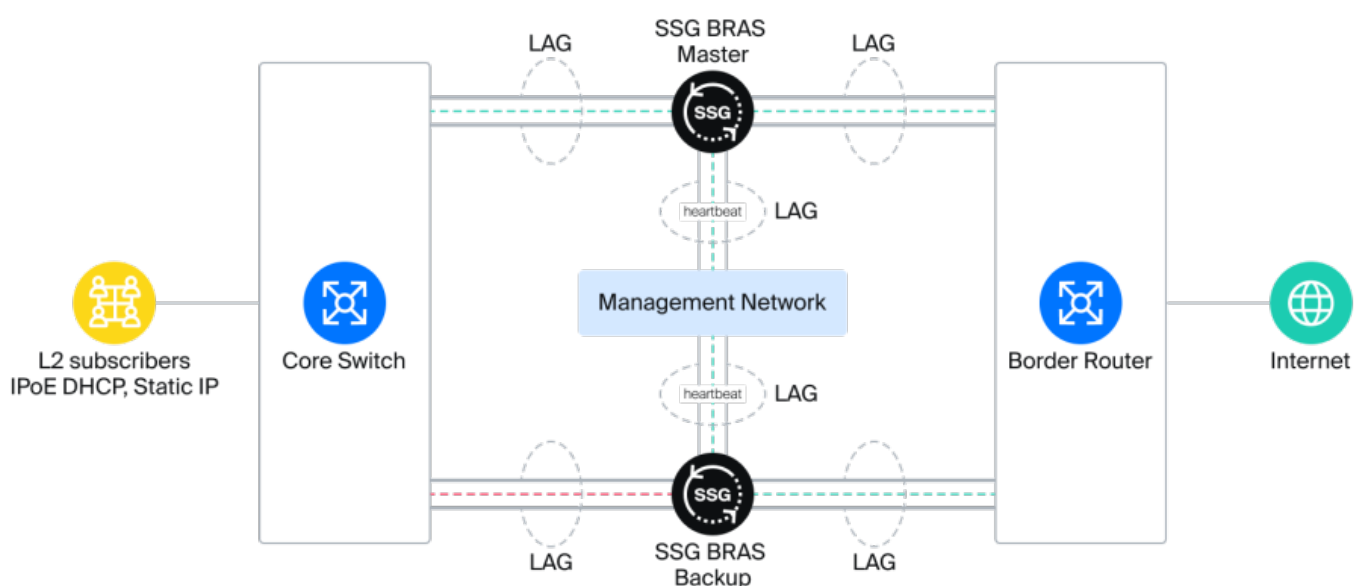 SSG BRAS
Master
LAG
LAG
SSG
heartbeat
LAG
Management Network
L2 subscribers
IPoE DHCP, Static IP
Core Switch
Border Router
Internet
heartbeat
LAG
SSG
LAG
SSG BRAS
Backup
LAG